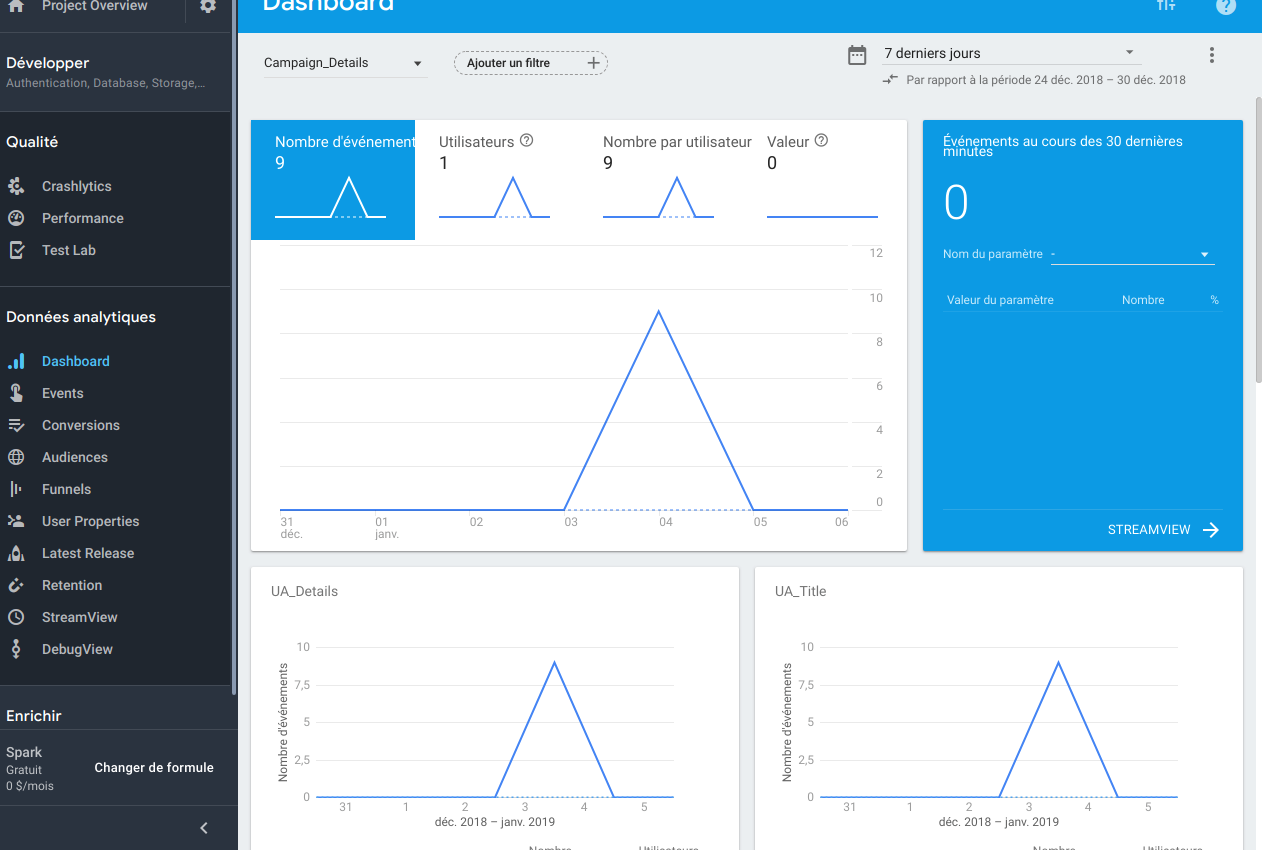 Project Overview
Développer
Authentication, Database, Storage,...
Qualité
Crashlytics
Performance
Test Lab
Données analytiques
Dashboard
Events
Conversions
Audiences
Funnels
User Properties
Latest Release
Retention
StreamView
DebugView
Enrichir
Spark
Gratuit
0 $/mois
Changer de formule
Dashboard
Campaign_Details
Ajouter un filtre
7 derniers jours
Par rapport à la période 24 déc. 2018 – 30 déc. 2018
Nombre d'événement
9
Utilisateurs
1
Nombre par utilisateur
9
Valeur
0
12
10
8
6
4
2
0
31 01 02 03 04 05 06
déc. janv.
Événements au cours des 30 dernières
minutes
0
Nom du paramètre -
Valeur du paramètre Nombre %
STREAMVIEW
UA_Details
Nombre d'événements
10
7,5
5
2,5
0
31 1 2 3 4 5
déc. 2018 – janv. 2019
Nombre Utilisateurs
UA_Title
Nombre d'événements
10
7,5
5
2,5
0
31 1 2 3 4 5
déc. 2018 – janv. 2019
Nombre Utilisateurs